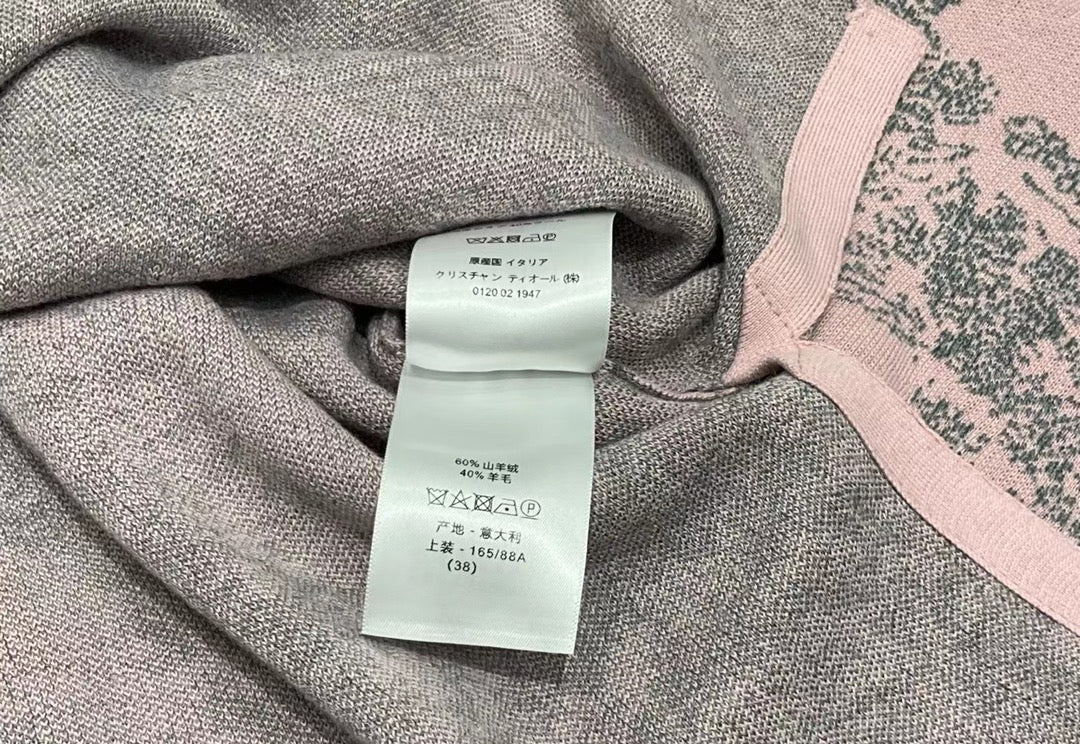 原産国 イタリア
クリスチャン ディオール (株)
0120 02 1947
60% 山羊绒
40% 羊毛
P
产地 - 意大利
上装 - 165/88A
(38)